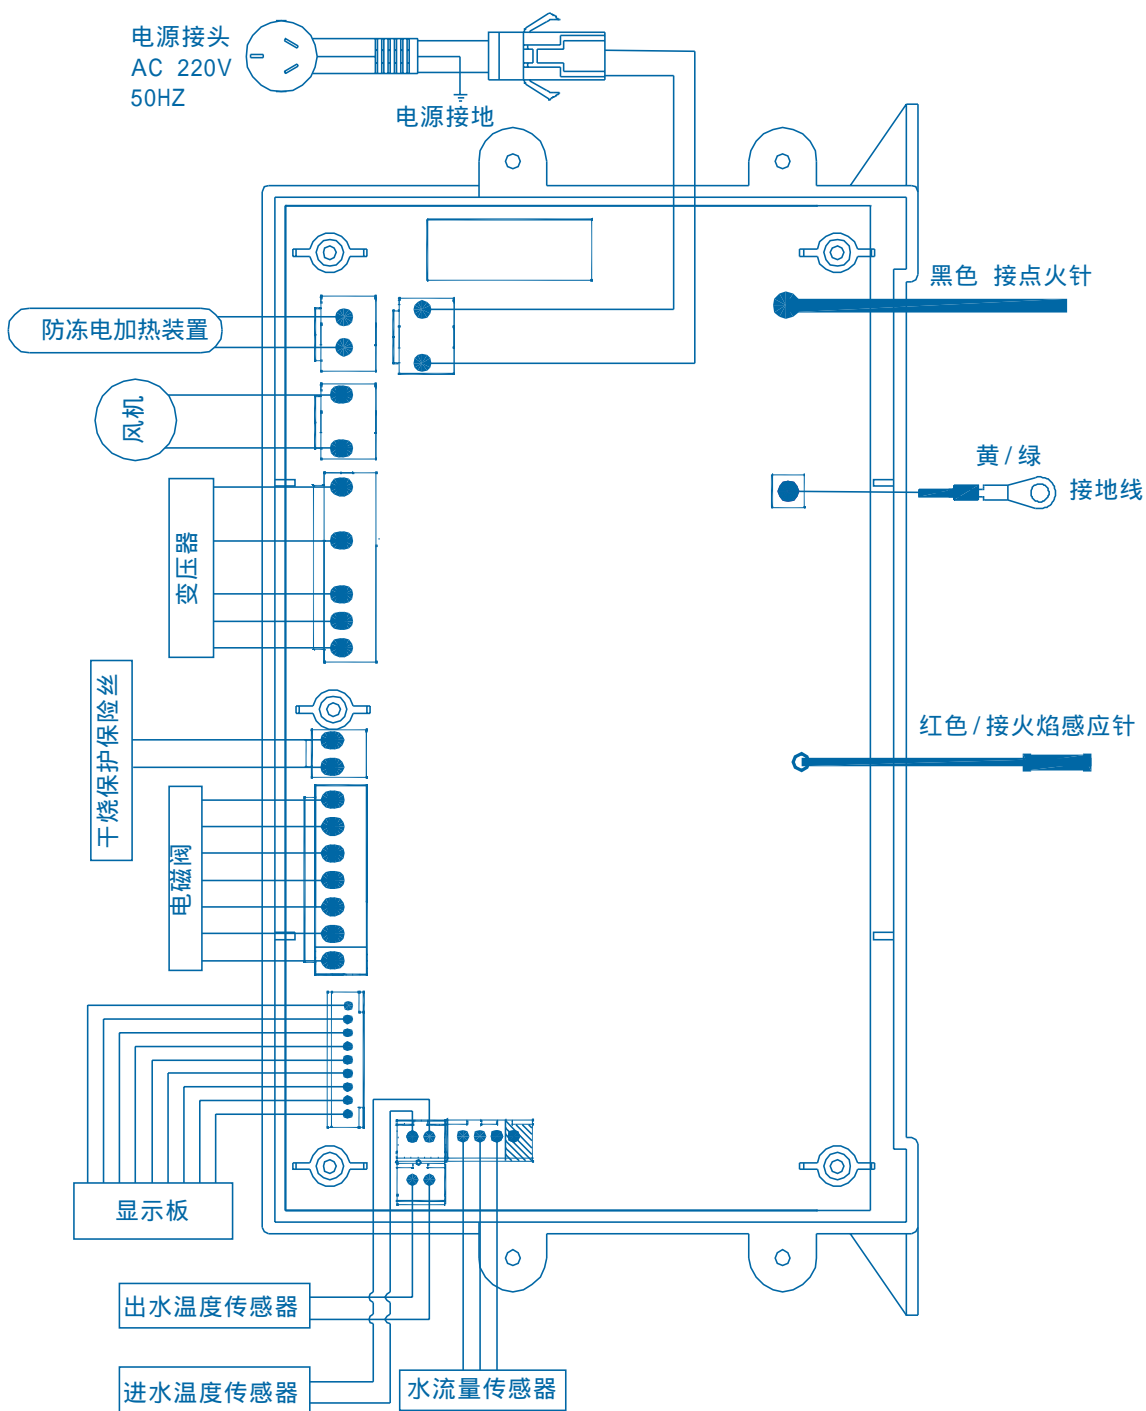 电源接头
AC 220V
50HZ
电源接地
黑色 接点火针
防冻电加热装置
风机
黄/绿
接地线
变压器
干烧保护保险丝
红色/接火焰感应针
电磁阀
显示板
出水温度传感器
进水温度传感器
水流量传感器